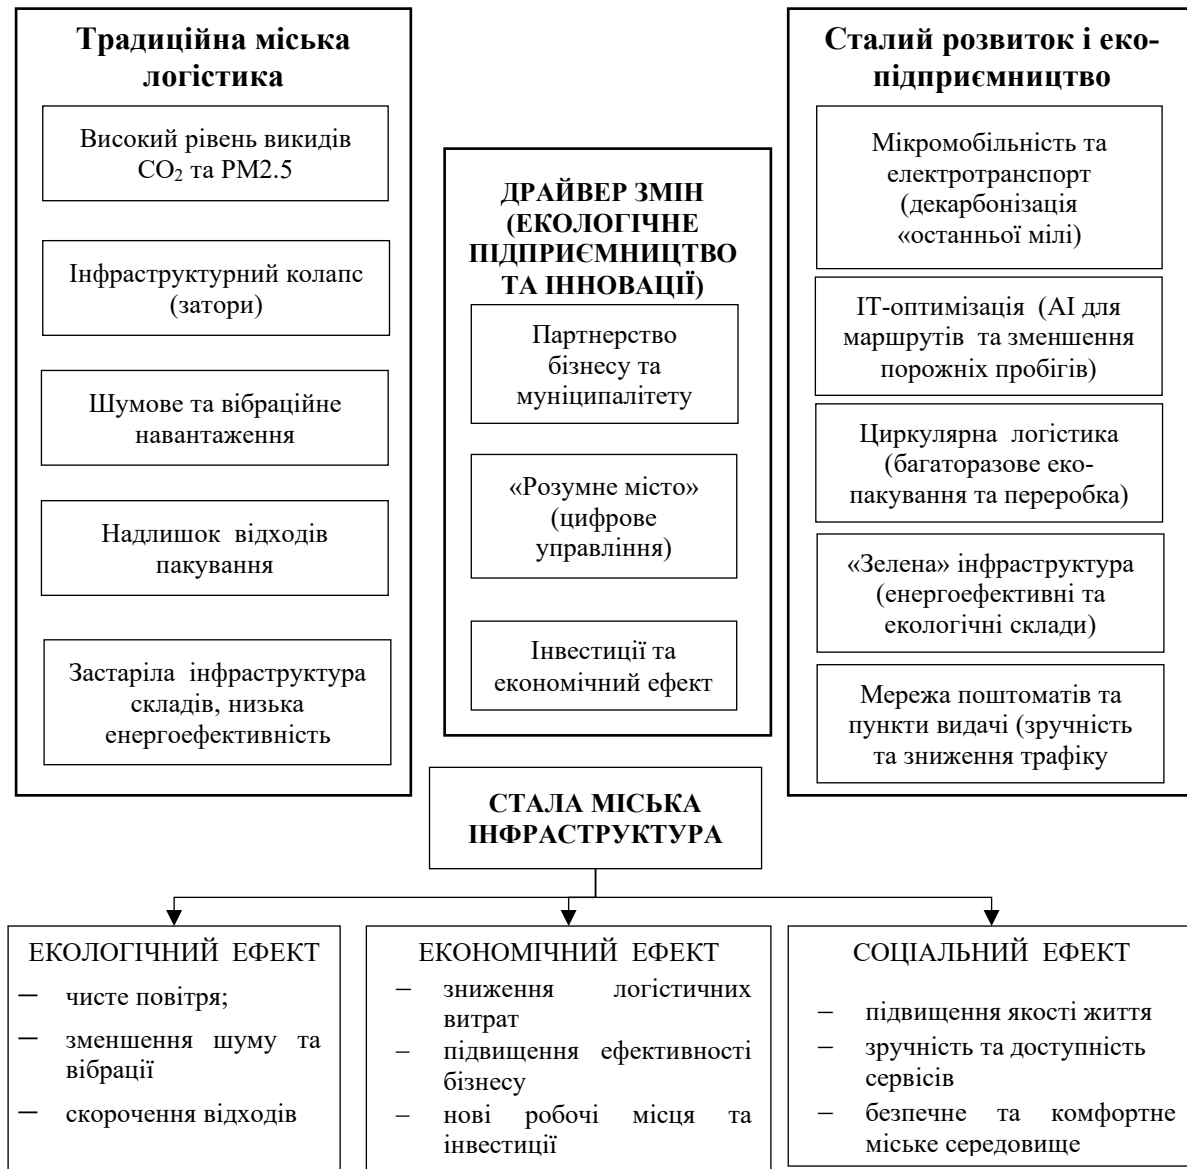 Традиційна міська
логістика
Високий рівень викидів
CO₂ та PM2.5
Інфраструктурний колапс
(затори)
Шумове та вібраційне
навантаження
Надлишок відходів
пакування
Застаріла інфраструктура
складів, низька
енергоефективність
ДРАЙВЕР ЗМІН
(ЕКОЛОГІЧНЕ
ПІДПРИЄМНИЦТВО
ТА ІННОВАЦІЇ)
Партнерство
бізнесу та
муніципалітету
«Розумне місто»
(цифрове
управління)
Інвестиції та
економічний ефект
Сталий розвиток і еко-
підприємництво
Мікромобільність та
електротранспорт
(декарбонізація
«останньої мілі)
ІТ-оптимізація (AI для
маршрутів та зменшення
порожніх пробігів)
Циркулярна логістика
(багаторазове еко-
пакування та переробка)
«Зелена» інфраструктура
(енергоефективні та
екологічні склади)
Мережа поштоматів та
пункти видачі (зручність
та зниження трафіку
СТАЛА МІСЬКА
ІНФРАСТРУКТУРА
ЕКОЛОГІЧНИЙ ЕФЕКТ
— чисте повітря;
— зменшення шуму та
вібрації
— скорочення відходів
ЕКОНОМІЧНИЙ ЕФЕКТ
– зниження логістичних
витрат
– підвищення ефективності
бізнесу
– нові робочі місця та
інвестиції
СОЦІАЛЬНИЙ ЕФЕКТ
– підвищення якості життя
– зручність та доступність
сервісів
– безпечне та комфортне
міське середовище